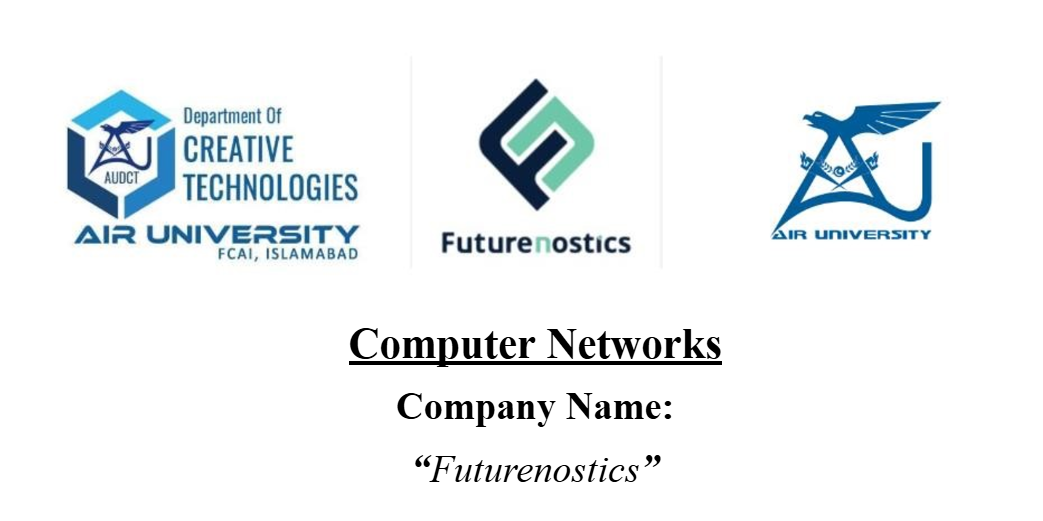 Department Of
CREATIVE
TECHNOLOGIES
AUDCT
AIR UNIVERSITY
FCAI, ISLAMABAD
Futurenostics
AIR UNIVERSITY
Computer Networks
Company Name:
“Futurenostics”